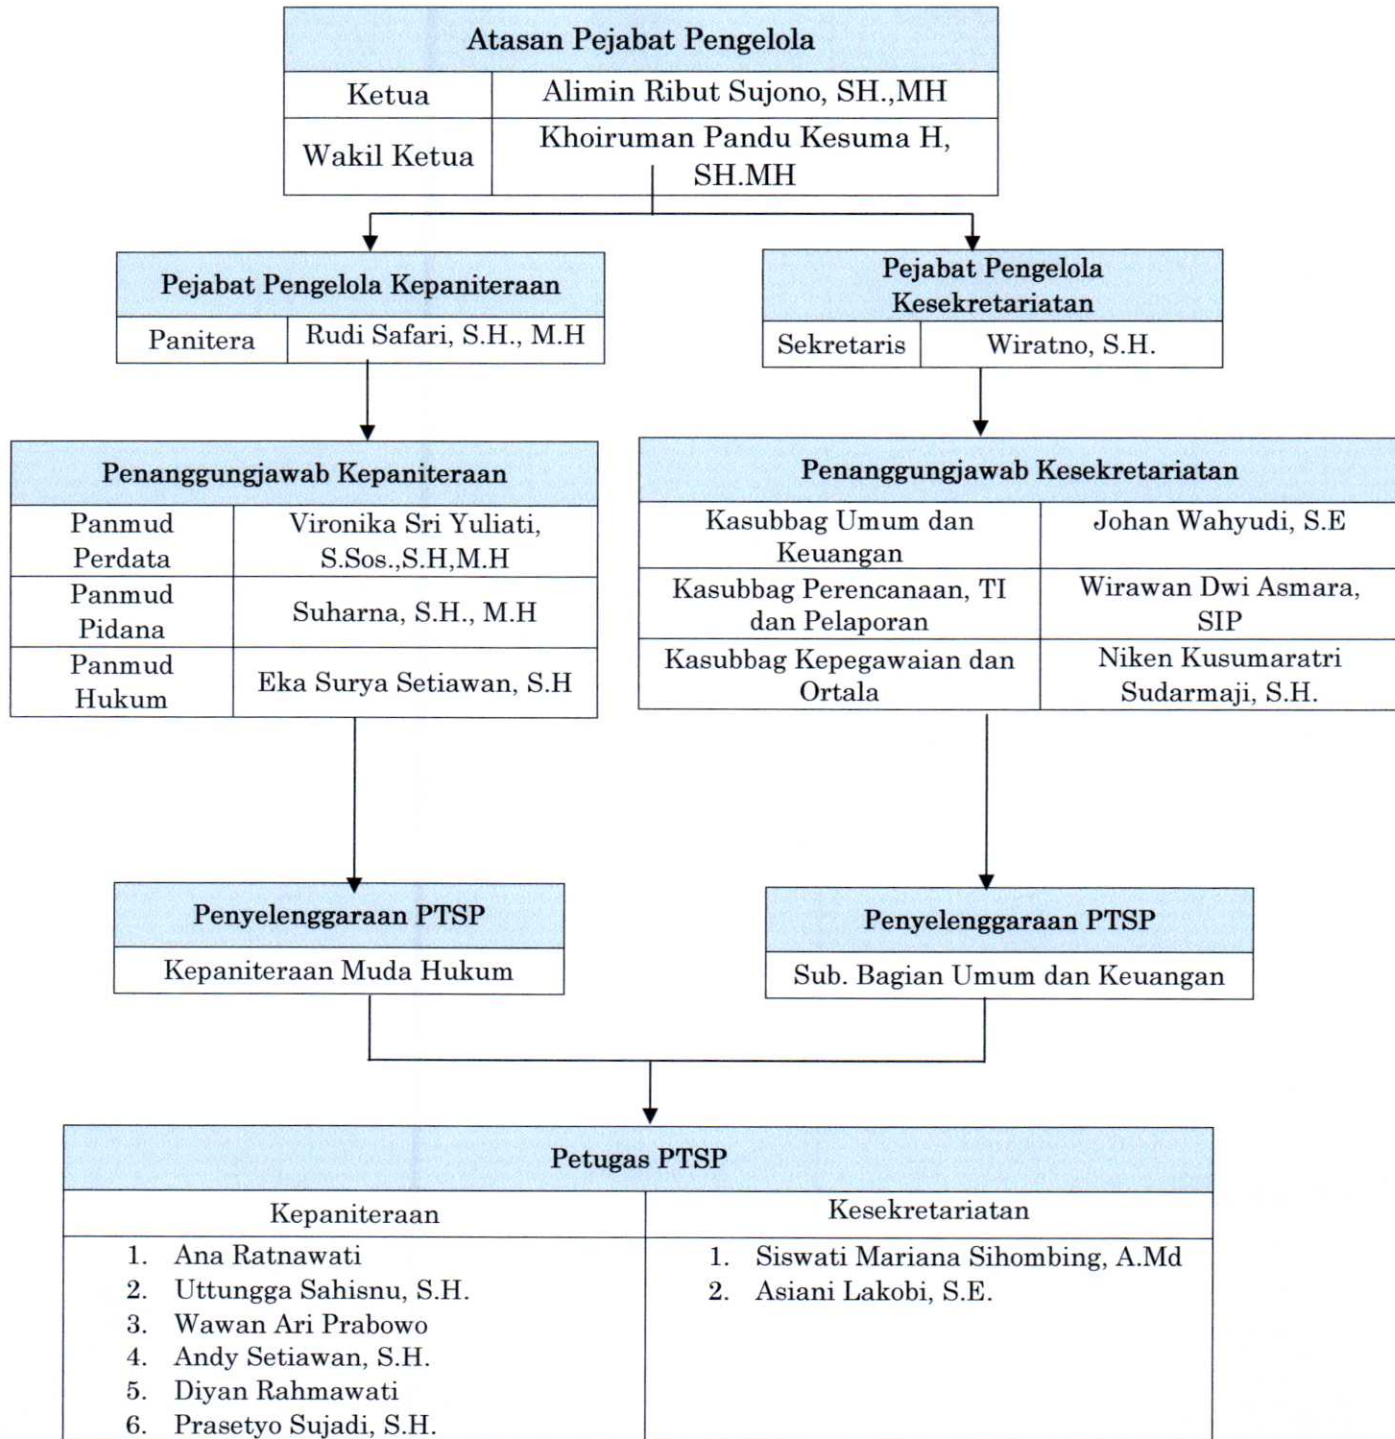 Atasan Pejabat Pengelola
Ketua
Alimin Ribut Sujono, SH.,MH
Wakil Ketua
Khoiruman Pandu Kesuma H,
SH.MH
Pejabat Pengelola Kepaniteraan
Panitera
Rudi Safari, S.H., M.H
Pejabat Pengelola
Kesekretariatan
Sekretaris
Wiratno, S.H.
Penanggungjawab Kepaniteraan
Panmud
Perdata
Vironika Sri Yuliati,
S.Sos.,S.H,M.H
Panmud
Pidana
Suharna, S.H., M.H
Panmud
Hukum
Eka Surya Setiawan, S.H
Penanggungjawab Kesekretariatan
Kasubbag Umum dan
Keuangan
Johan Wahyudi, S.E
Kasubbag Perencanaan, TI
dan Pelaporan
Wirawan Dwi Asmara,
SIP
Kasubbag Kepegawaian dan
Ortala
Niken Kusumaratri
Sudarmaji, S.H.
Penyelenggaraan PTSP
Kepaniteraan Muda Hukum
Penyelenggaraan PTSP
Sub. Bagian Umum dan Keuangan
Petugas PTSP
Kepaniteraan
1. Ana Ratnawati
2. Uttungga Sahisnu, S.H.
3. Wawan Ari Prabowo
4. Andy Setiawan, S.H.
5. Diyan Rahmawati
6. Prasetyo Sujadi, S.H.
Kesekretariatan
1. Siswati Mariana Sihombing, A.Md
2. Asiani Lakobi, S.E.